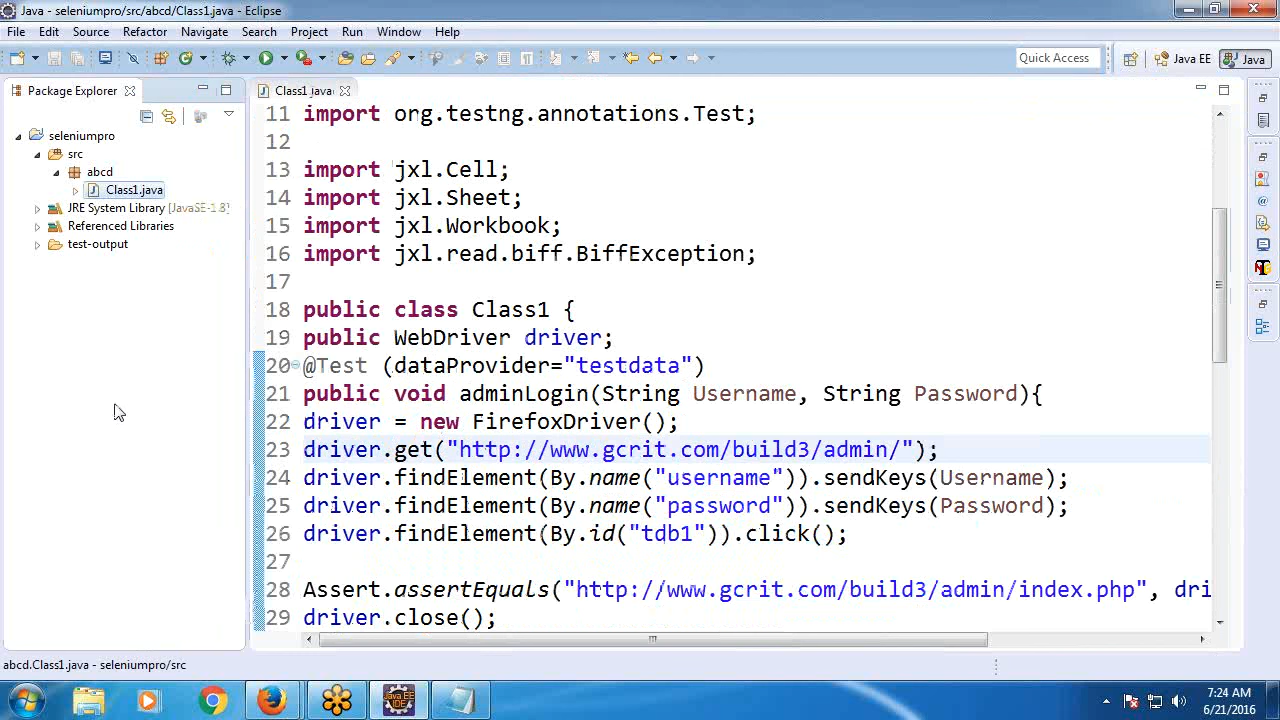 Java - seleniumpro/src/abcd/Class1.java - Eclipse
File Edit Source Refactor Navigate Search Project Run Window Help
Quick Access
Java EE
Java
Package Explorer
Class1.java
seleniumpro
src
abcd
Class1.java
JRE System Library [JavaSE-1.8]
Referenced Libraries
test-output
11 import org.testng.annotations.Test;
12
13 import jxl.Cell;
14 import jxl.Sheet;
15 import jxl.Workbook;
16 import jxl.read.biff.BiffException;
17
18 public class Class1 {
19 public WebDriver driver;
20 @Test (dataProvider="testdata")
21 public void adminLogin(String Username, String Password){
22 driver = new FirefoxDriver();
23 driver.get("http://www.gcrit.com/build3/admin/");
24 driver.findElement(By.name("username")).sendKeys(Username);
25 driver.findElement(By.name("password")).sendKeys(Password);
26 driver.findElement(By.id("tdb1")).click();
27
28 Assert.assertEquals("http://www.gcrit.com/build3/admin/index.php", dri
29 driver.close();
abcd.Class1.java - seleniumpro/src
Java EE
IDE
7:24 AM
6/21/2016